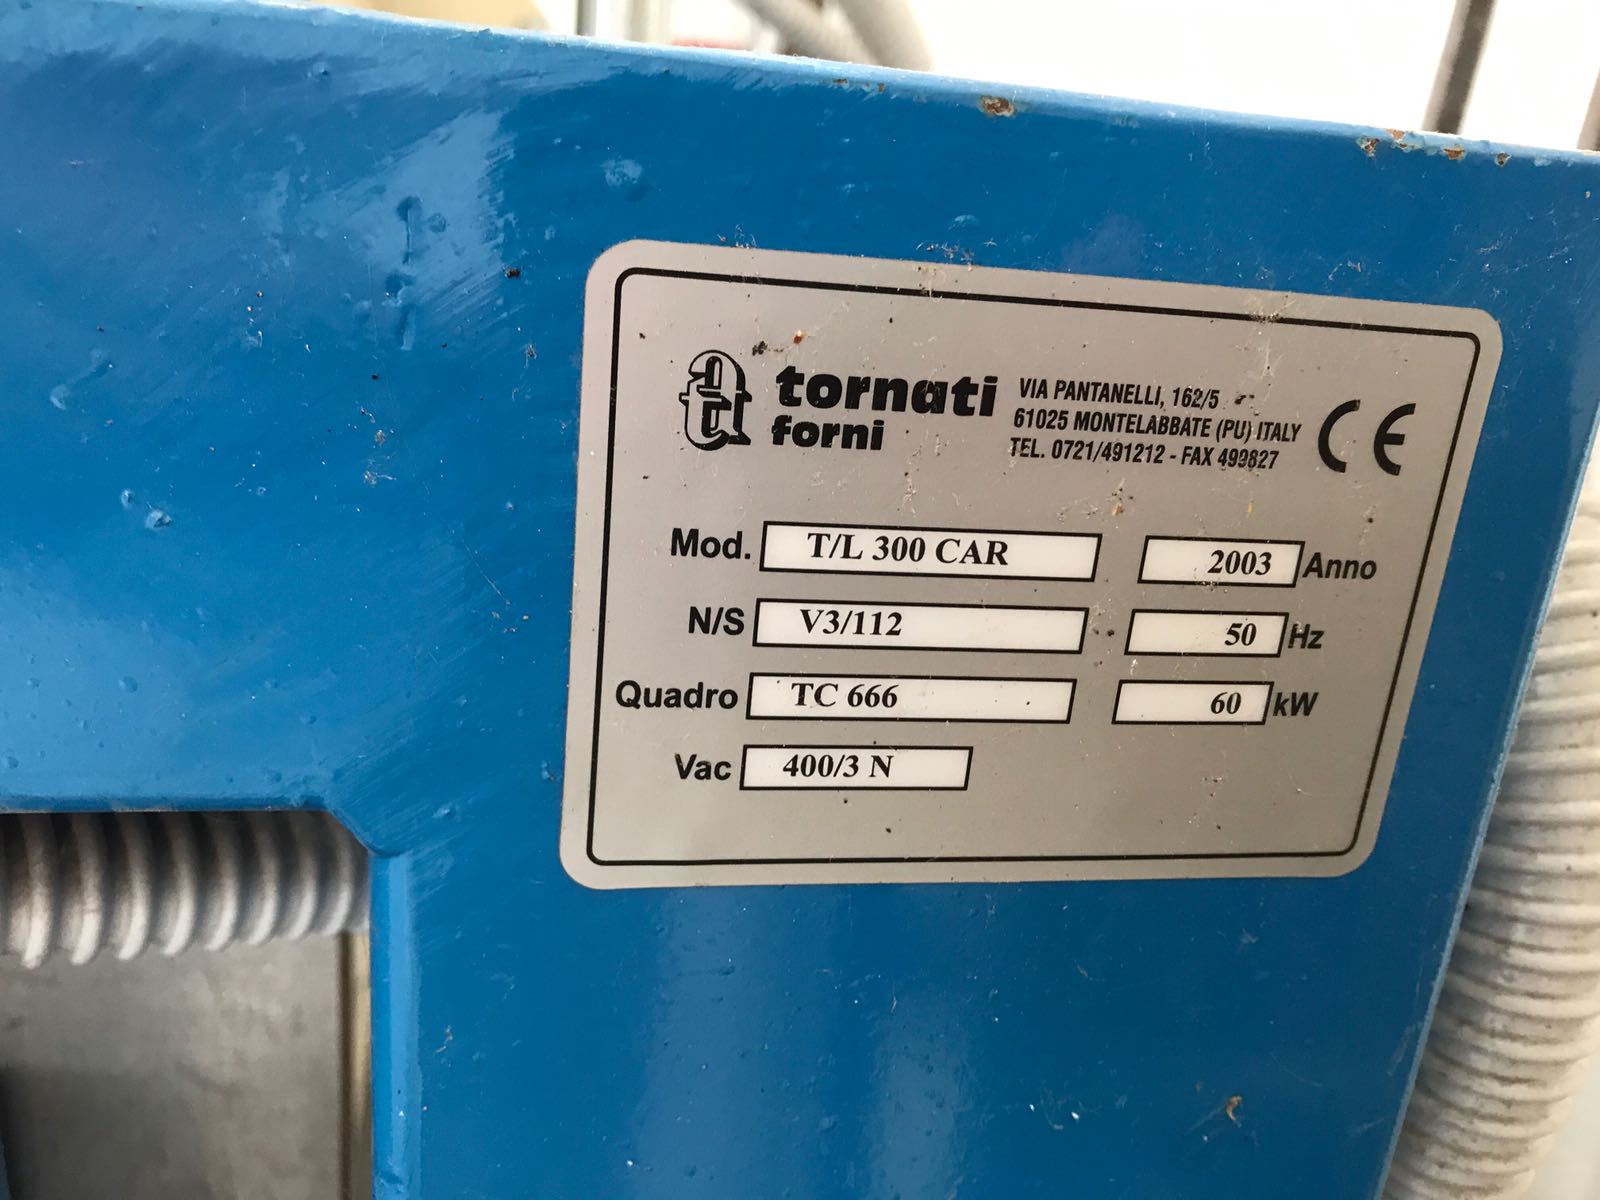 tornati
forni
VIA PANTANELLI, 162/5
61025 MONTELABBATE (PU) ITALY
TEL. 0721/491212 - FAX 499827
CE
Mod. T/L 300 CAR 2003 Anno
N/S V3/112 50 Hz
Quadro TC 666 60 kW
Vac 400/3 N